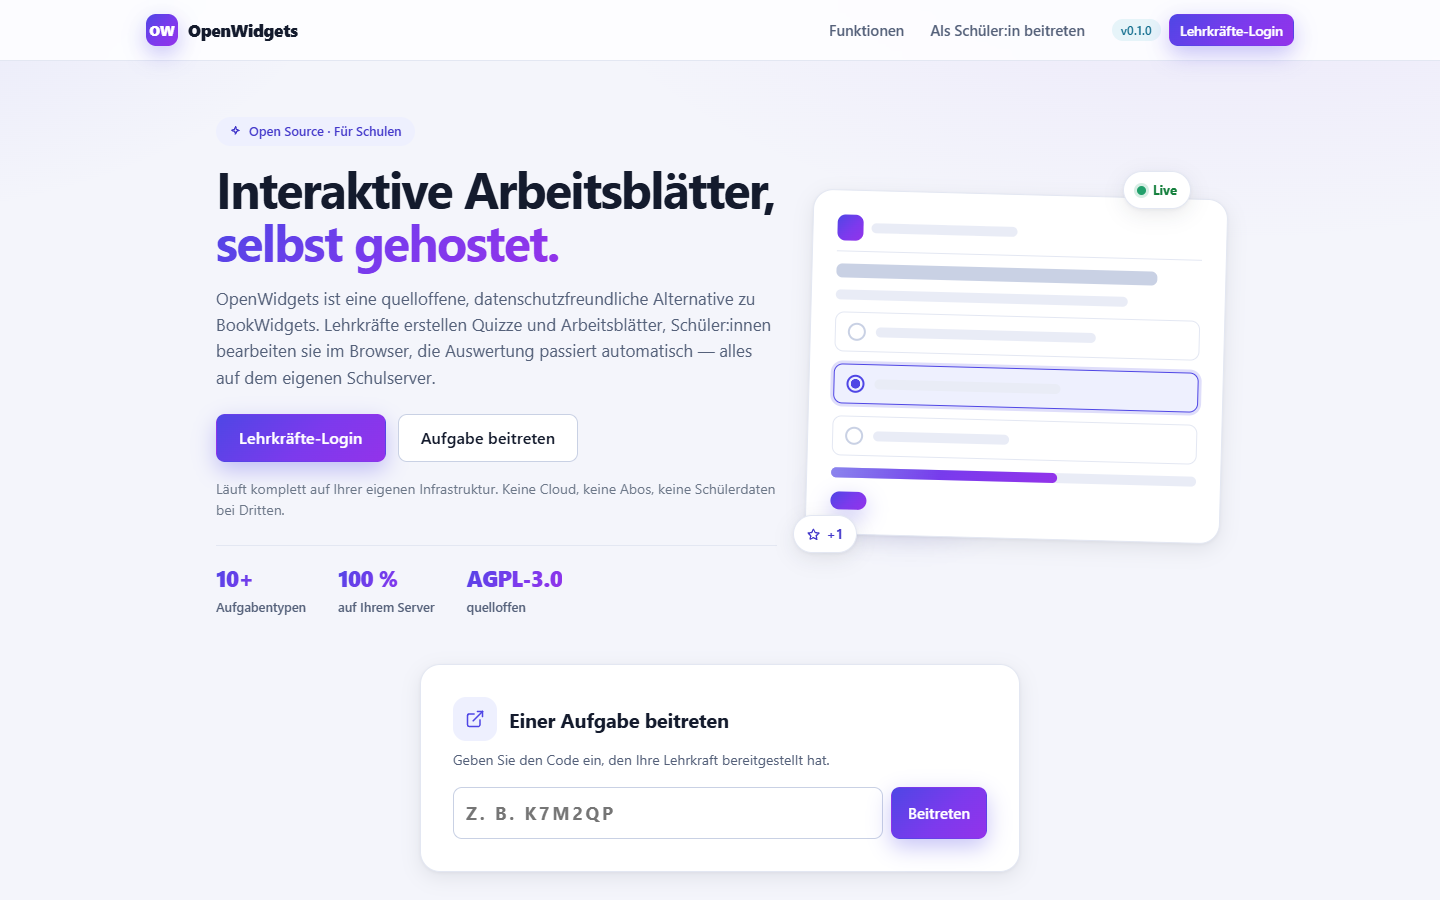 OW OpenWidgets
Funktionen
Als Schüler:in beitreten
v0.1.0
Lehrkräfte-Login
Open Source · Für Schulen
Interaktive Arbeitsblätter,
selbst gehostet.
OpenWidgets ist eine quelloffene, datenschutzfreundliche Alternative zu
BookWidgets. Lehrkräfte erstellen Quizze und Arbeitsblätter, Schüler:innen
bearbeiten sie im Browser, die Auswertung passiert automatisch — alles
auf dem eigenen Schulserver.
Lehrkräfte-Login
Aufgabe beitreten
Läuft komplett auf Ihrer eigenen Infrastruktur. Keine Cloud, keine Abos, keine Schülerdaten
bei Dritten.
10+
Aufgabentypen
100 %
auf Ihrem Server
AGPL-3.0
quelloffen
Live
+1
Einer Aufgabe beitreten
Geben Sie den Code ein, den Ihre Lehrkraft bereitgestellt hat.
Z. B. K7M2QP
Beitreten